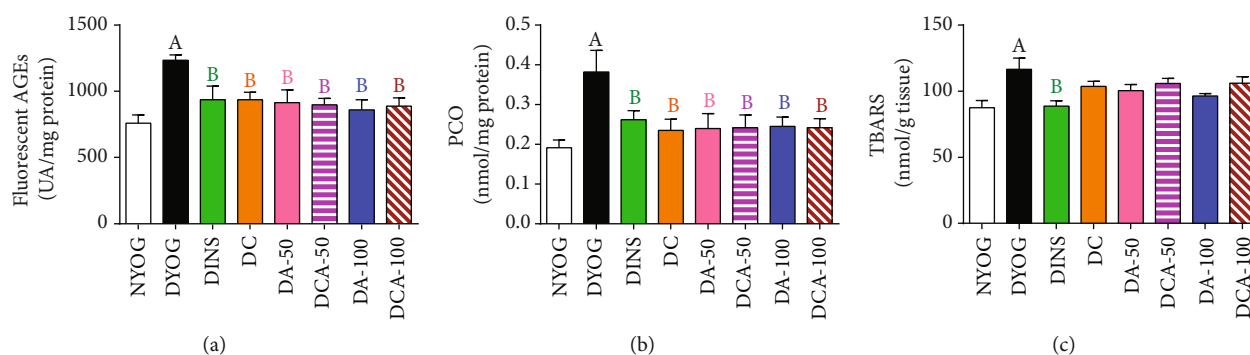 Fluorescent AGEs
(UA/mg protein)
1500
1000
500
0
A
B
B
B
B
B
B
NYOG
DYOG
DINS
DC
DA-50
DCA-50
DA-100
DCA-100
(a)
PCO
(nmol/mg protein)
0.5
0.4
0.3
0.2
0.1
0.0
A
B
B
B
B
B
B
NYOG
DYOG
DINS
DC
DA-50
DCA-50
DA-100
DCA-100
(b)
TBARS
(nmol/g tissue)
150
100
50
0
A
B
NYOG
DYOG
DINS
DC
DA-50
DCA-50
DA-100
DCA-100
(c)